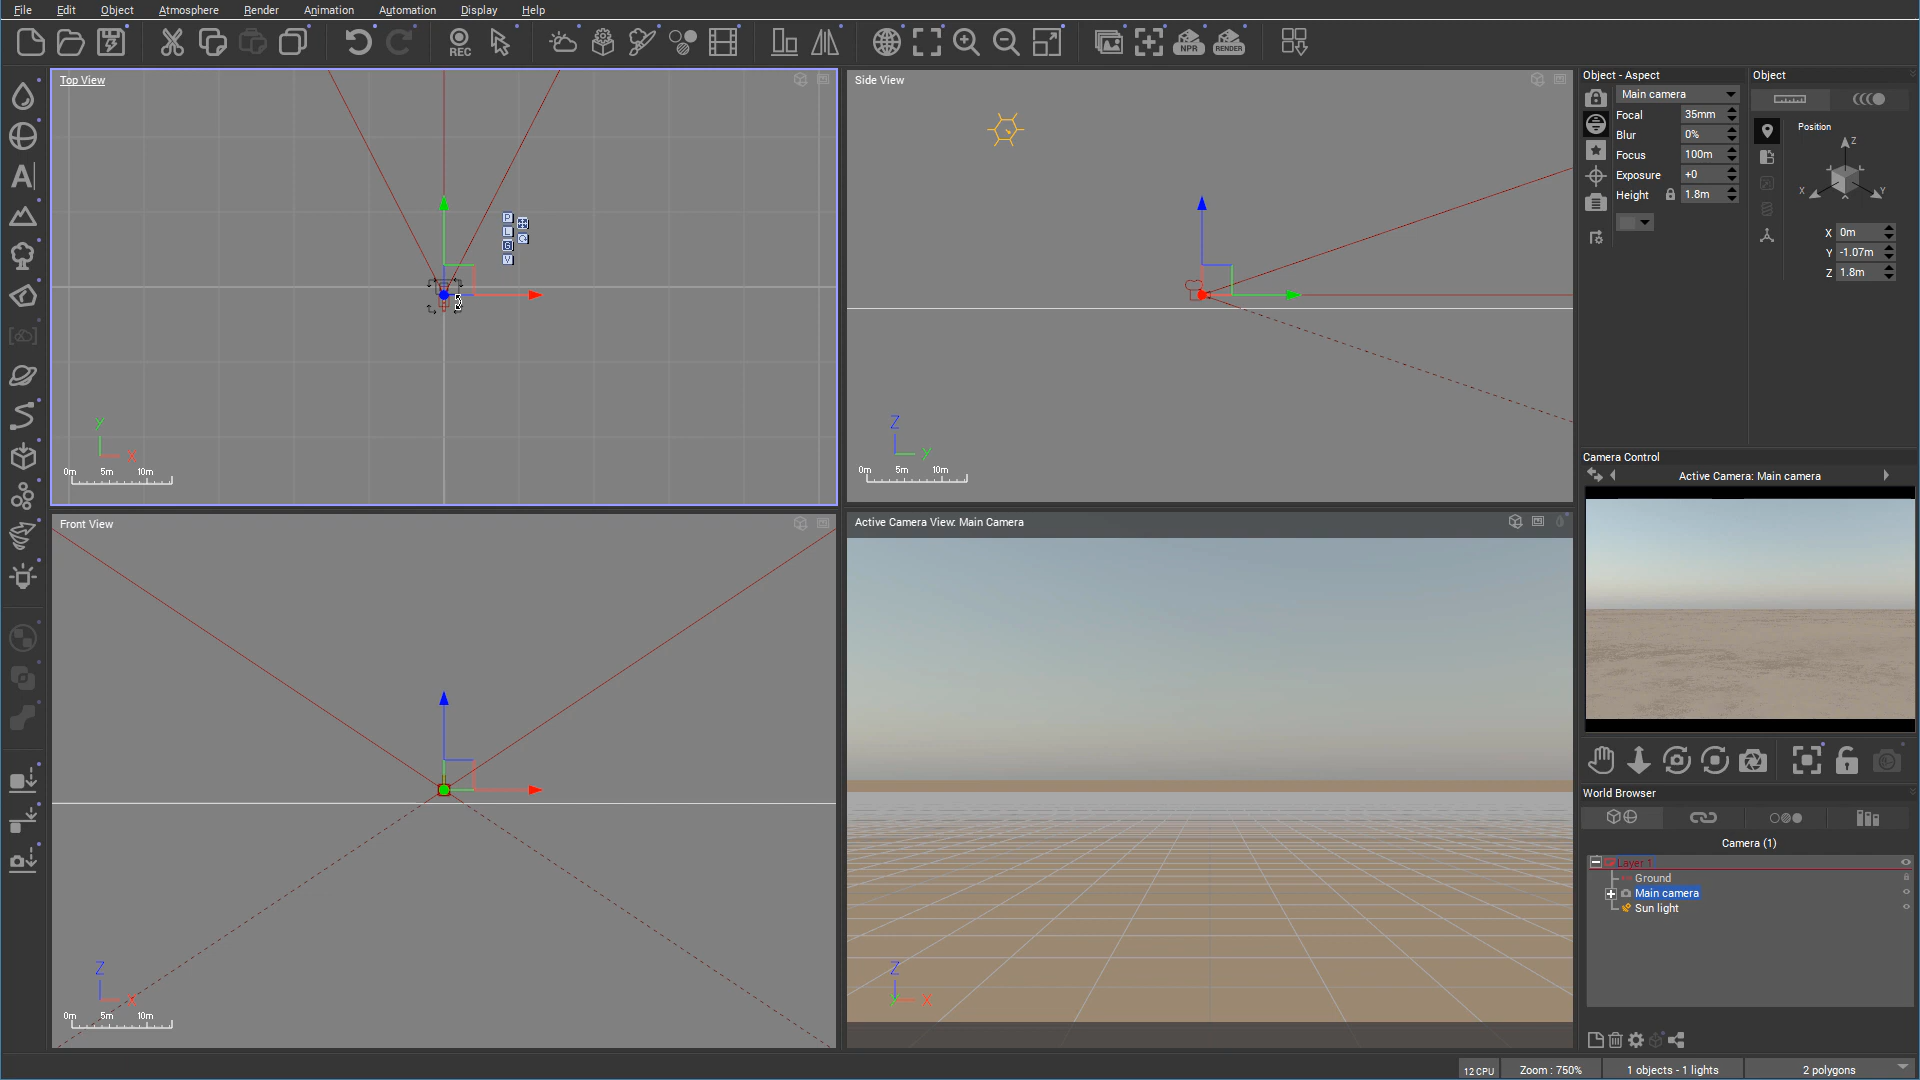 File Edit Object Atmosphere Render Animation Automation Display Help
REC
NPR
RENDER
Top View
P
L
G
V
Y
X
0m 5m 10m
Side View
Z
Y
0m 5m 10m
Front View
Z
X
0m 5m 10m
Active Camera View: Main Camera
Z
Y X
Object - Aspect
Main camera
Focal 35mm
Blur 0%
Focus 100m
Exposure +0
Height 1.8m
Object
Position
Z
X Y
X 0m
Y -1.07m
Z 1.8m
Camera Control
Active Camera: Main camera
World Browser
Camera (1)
Layer 1
Ground
Main camera
Sun light
12 CPU
Zoom : 750%
1 objects - 1 lights
2 polygons